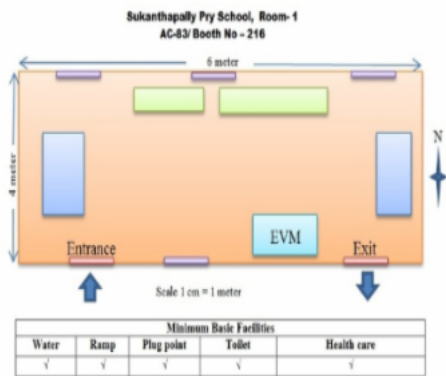 Sukanthapally Pry School, Room- 1
AC-83/ Booth No – 216
6 meter
4 meter
N
EVM
Entrance
Exit
Scale 1 cm = 1 meter
Minimum Basic Facilities
Water Ramp Plug point Toilet Health care
√ √ √ √ √